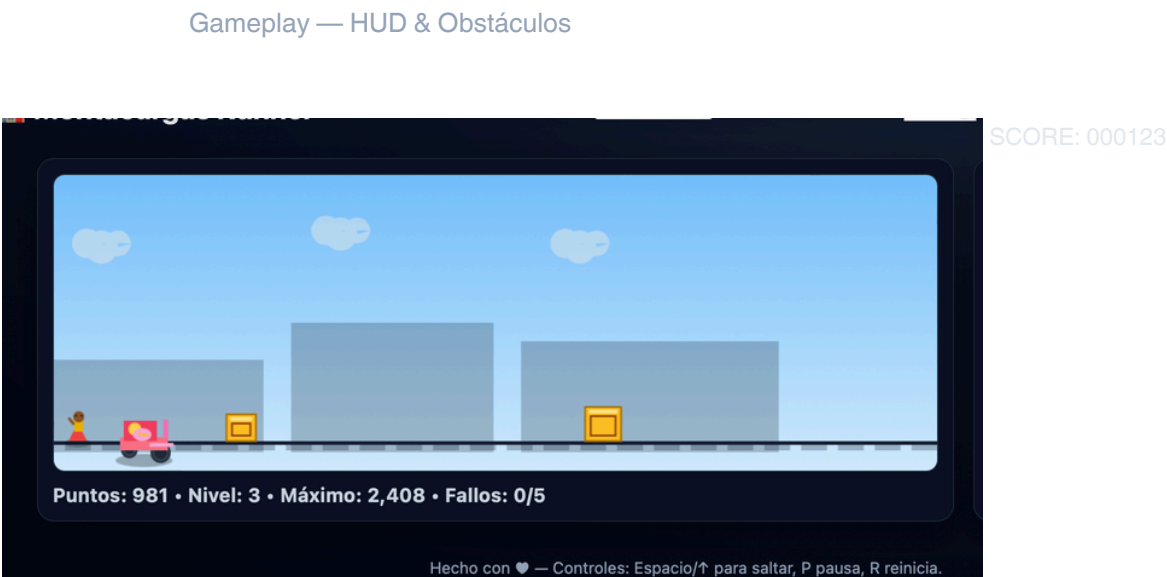 Gameplay — HUD & Obstáculos
SCORE: 000123
Puntos: 981 • Nivel: 3 • Máximo: 2,408 • Fallos: 0/5
Hecho con ♥ — Controles: Espacio/↑ para saltar, P pausa, R reinicia.